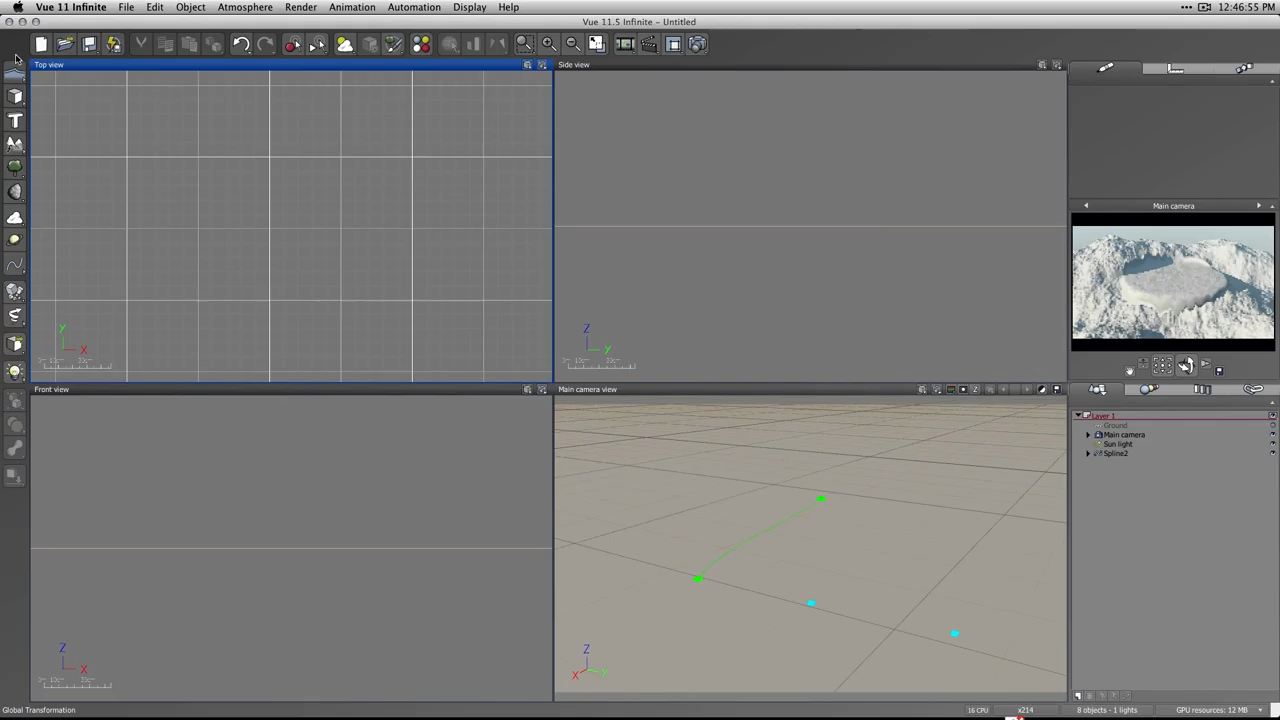 Vue 11 Infinite File Edit Object Atmosphere Render Animation Automation Display Help
Vue 11.5 Infinite - Untitled
12:46:55
Top view
Side view
Main camera
Y
X
Z
Y
Front view
Main camera view
Layer 1
Ground
Main camera
Sun light
Spline2
Z
X
Z
X
Y
Global Transformation
16 CPU
x214
8 objects - 1 lights
GPU resources: 12 MB